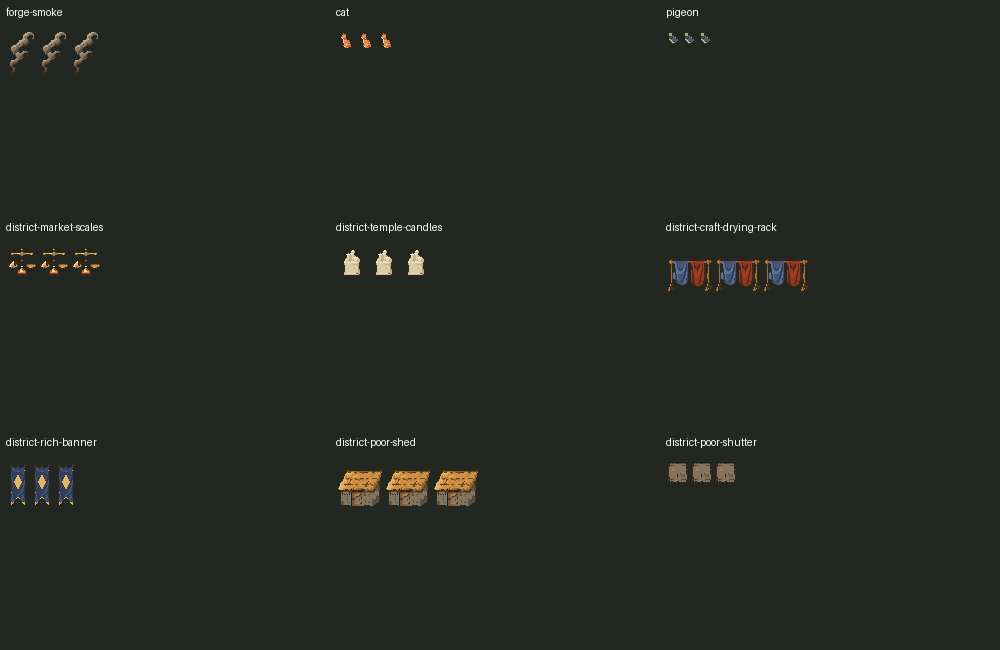 forge-smoke
cat
pigeon
district-market-scales
district-temple-candles
district-craft-drying-rack
district-rich-banner
district-poor-shed
district-poor-shutter